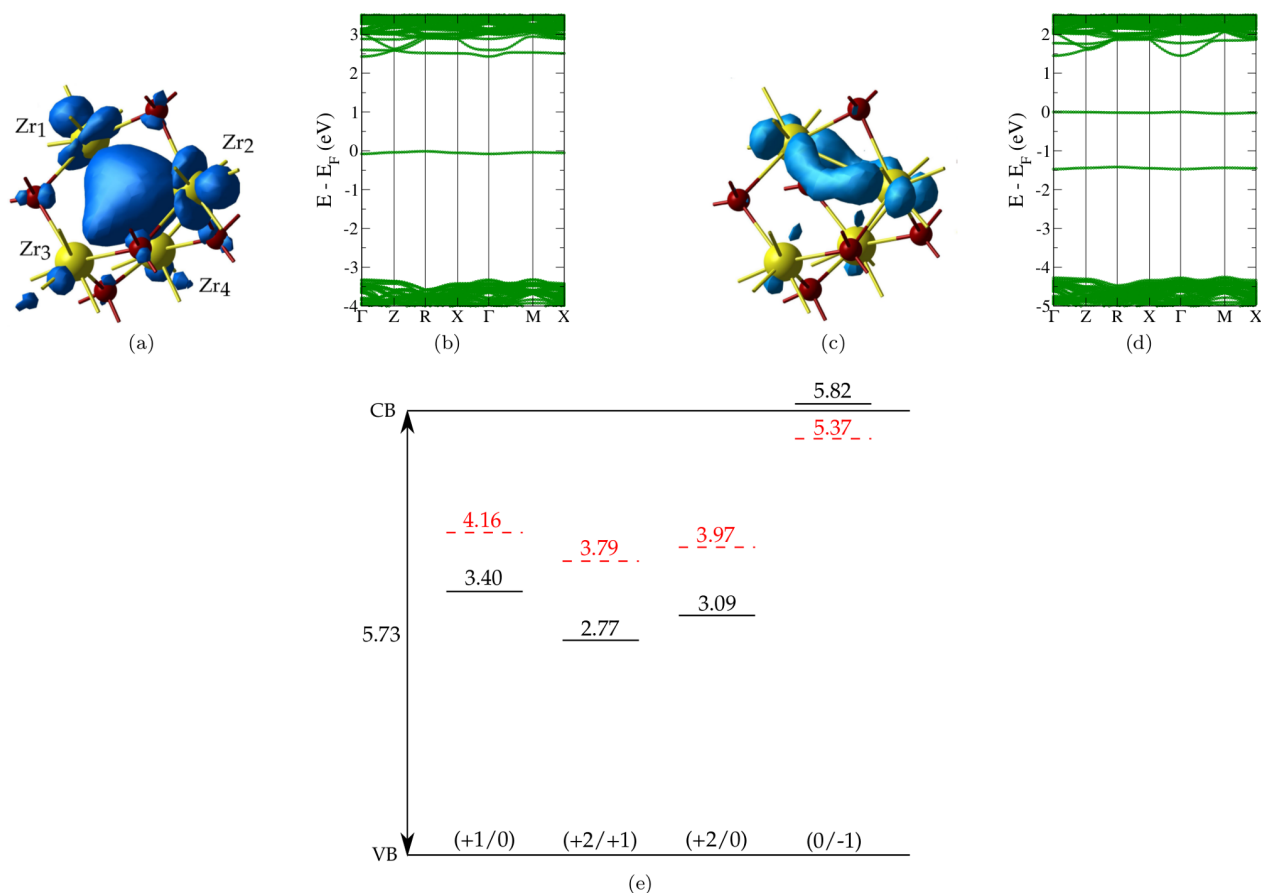 Zr1
Zr2
Zr3
Zr4
(a)
E - EF (eV)
3
2
1
0
-1
-2
-3
-4
Γ Z R X Γ M X
(b)
(c)
E - EF (eV)
2
1
0
-1
-2
-3
-4
-5
Γ Z R X Γ M X
(d)
5.82
CB
5.37
4.16
3.79
3.97
3.40
2.77
3.09
5.73
(+1/0) (+2/+1) (+2/0) (0/-1)
VB
(e)